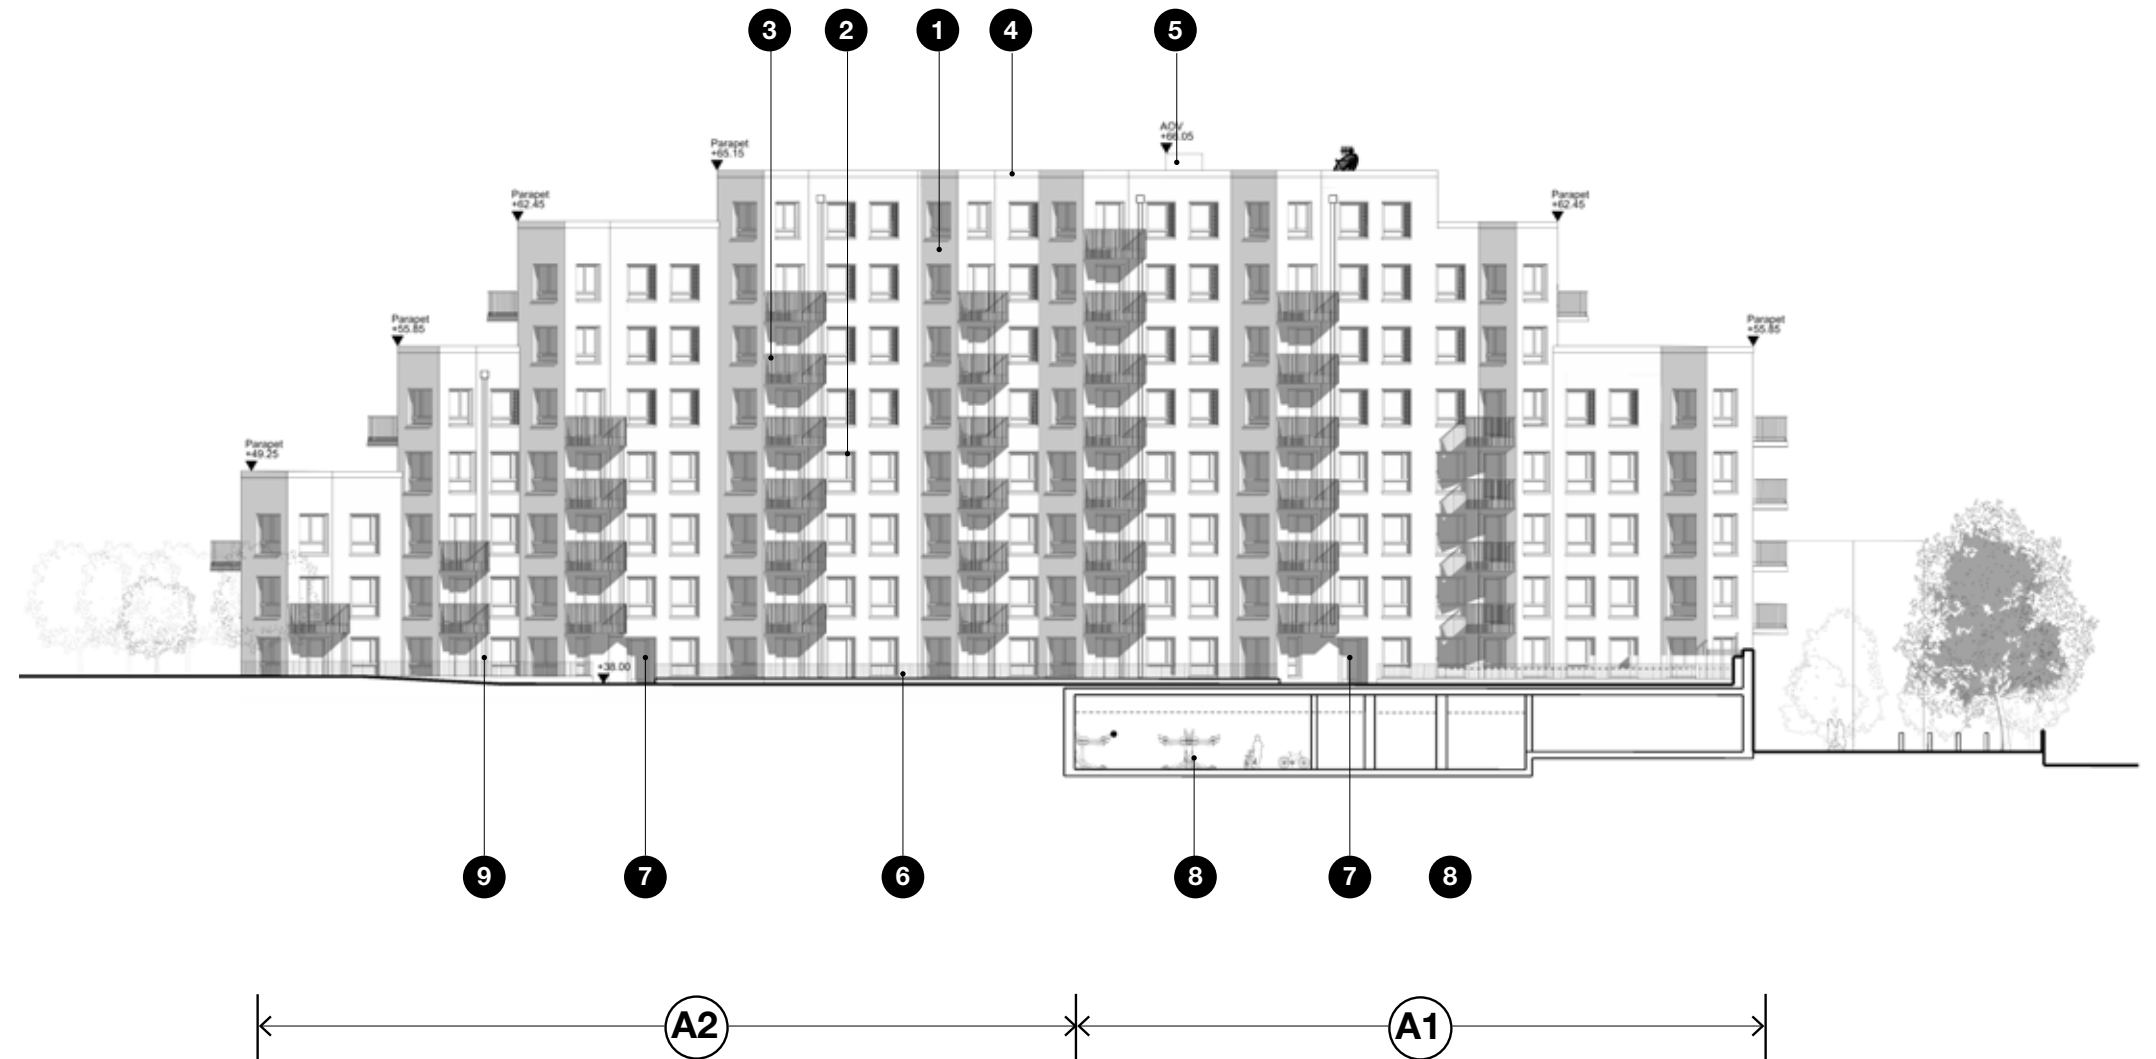 3 2 1 4 5
AOV
+66.05
Parapet
+65.15
Parapet
+62.45
Parapet
+62.45
Parapet
+55.85
Parapet
+55.85
Parapet
+49.25
+38.00
9 7 6 8 7 8
A2 A1